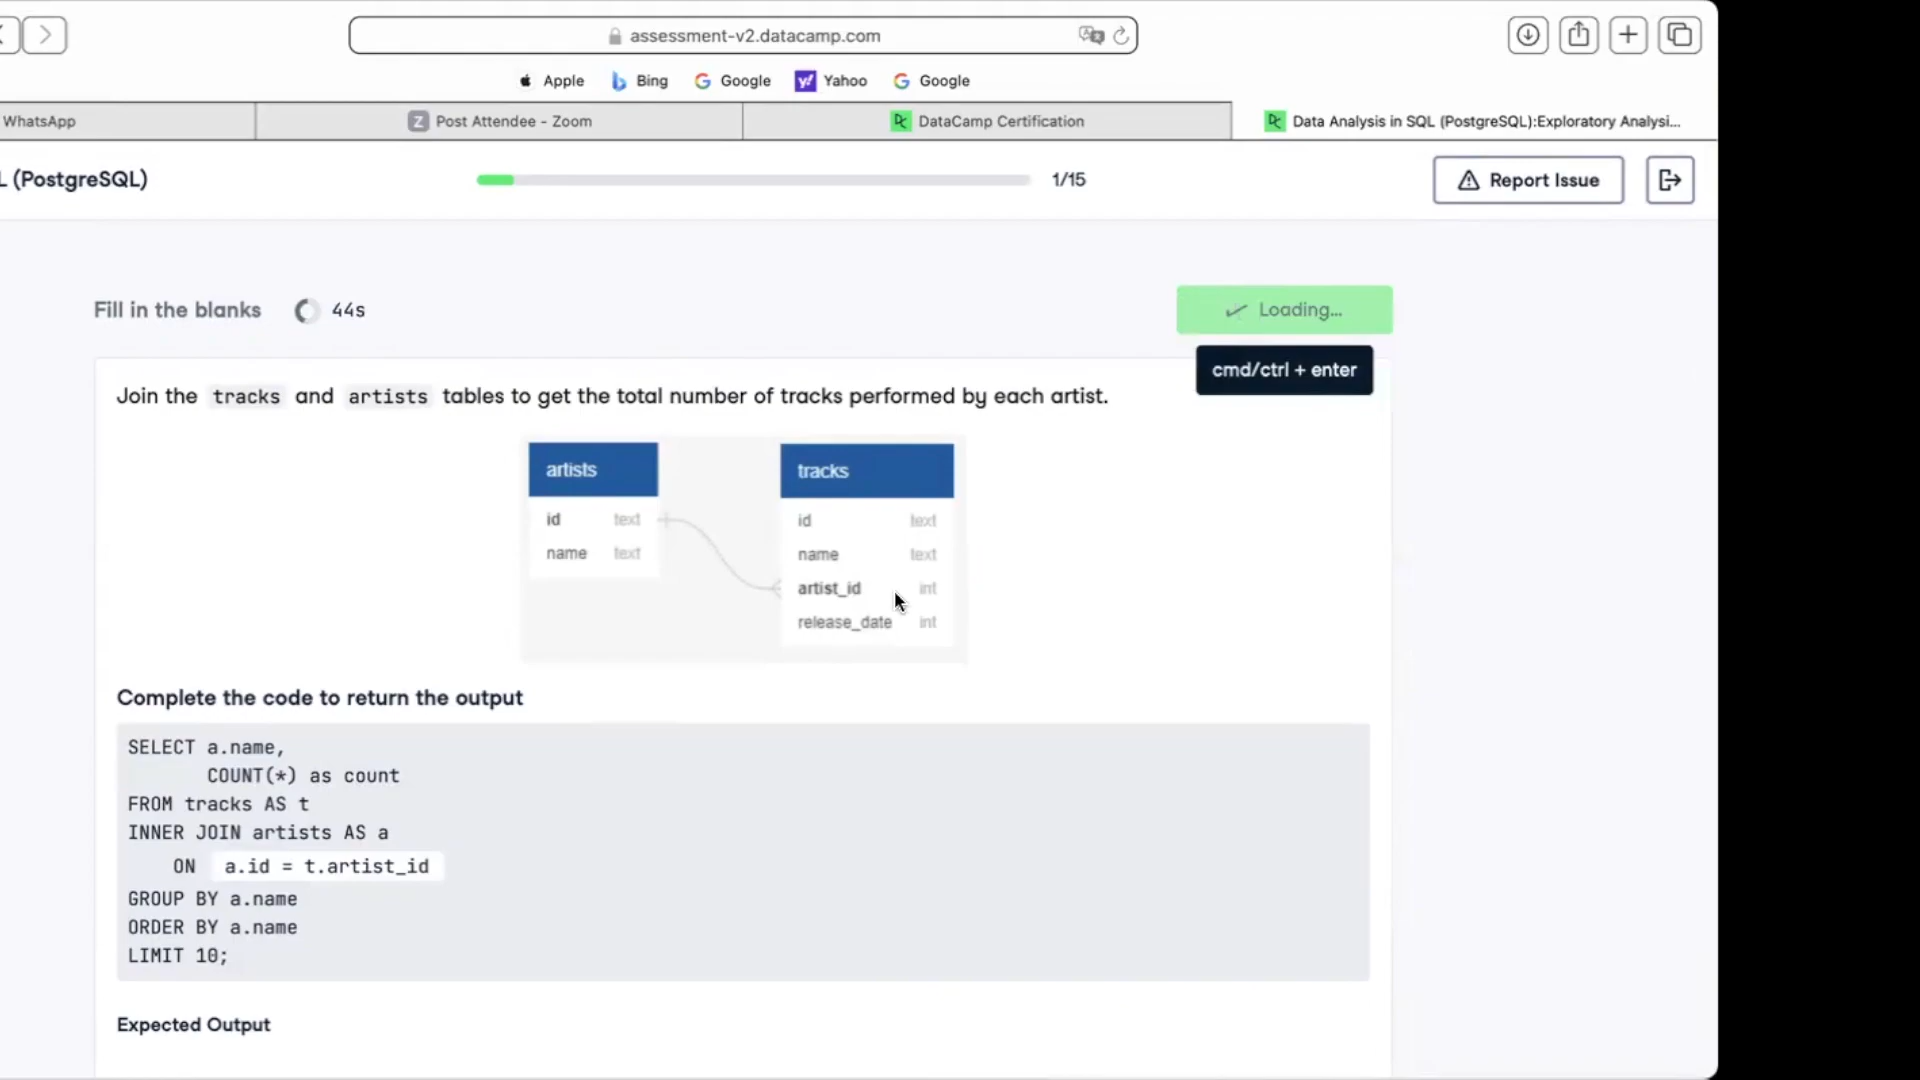 assessment-v2.datacamp.com
Apple Bing Google Yahoo Google
WhatsApp Post Attendee - Zoom DataCamp Certification Data Analysis in SQL (PostgreSQL):Exploratory Analysi...
L (PostgreSQL) 1/15 Report Issue
Fill in the blanks 44s Loading...
cmd/ctrl + enter
Join the tracks and artists tables to get the total number of tracks performed by each artist.
artists
id text
name text
tracks
id text
name text
artist_id int
release_date int
Complete the code to return the output
SELECT a.name,
COUNT(*) as count
FROM tracks AS t
INNER JOIN artists AS a
ON a.id = t.artist_id
GROUP BY a.name
ORDER BY a.name
LIMIT 10;
Expected Output